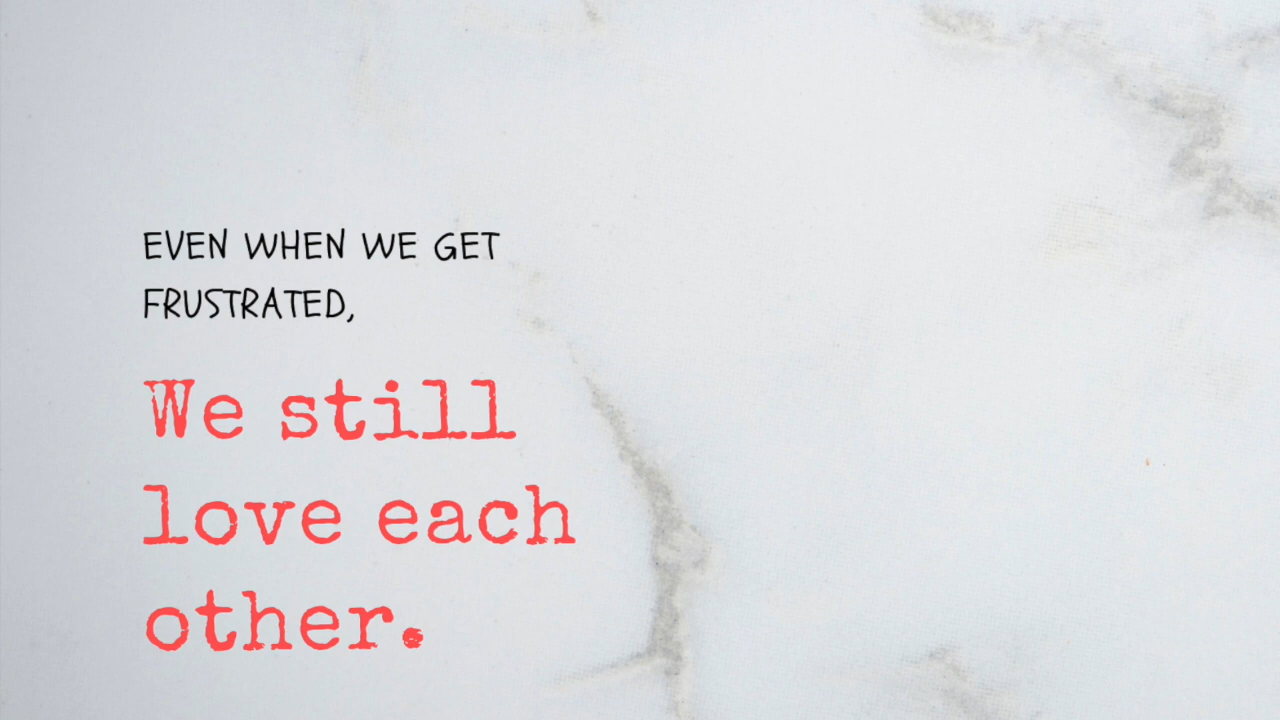 EVEN WHEN WE GET
FRUSTRATED,
We still
love each
other.